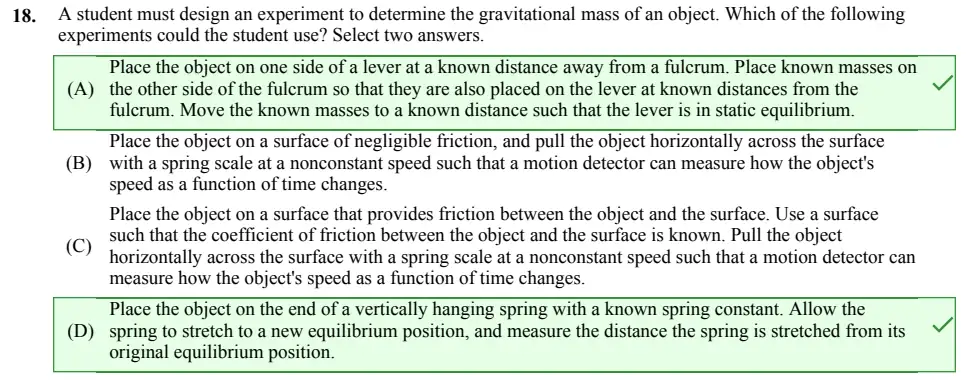 18. A student must design an experiment to determine the gravitational mass of an object. Which of the following
experiments could the student use? Select two answers.
Place the object on one side of a lever at a known distance away from a fulcrum. Place known masses on
(A) the other side of the fulcrum so that they are also placed on the lever at known distances from the
fulcrum. Move the known masses to a known distance such that the lever is in static equilibrium.
Place the object on a surface of negligible friction, and pull the object horizontally across the surface
(B) with a spring scale at a nonconstant speed such that a motion detector can measure how the object's
speed as a function of time changes.
Place the object on a surface that provides friction between the object and the surface. Use a surface
such that the coefficient of friction between the object and the surface is known. Pull the object
(C)
horizontally across the surface with a spring scale at a nonconstant speed such that a motion detector can
measure how the object's speed as a function of time changes.
Place the object on the end of a vertically hanging spring with a known spring constant. Allow the
(D) spring to stretch to a new equilibrium position, and measure the distance the spring is stretched from its
original equilibrium position.